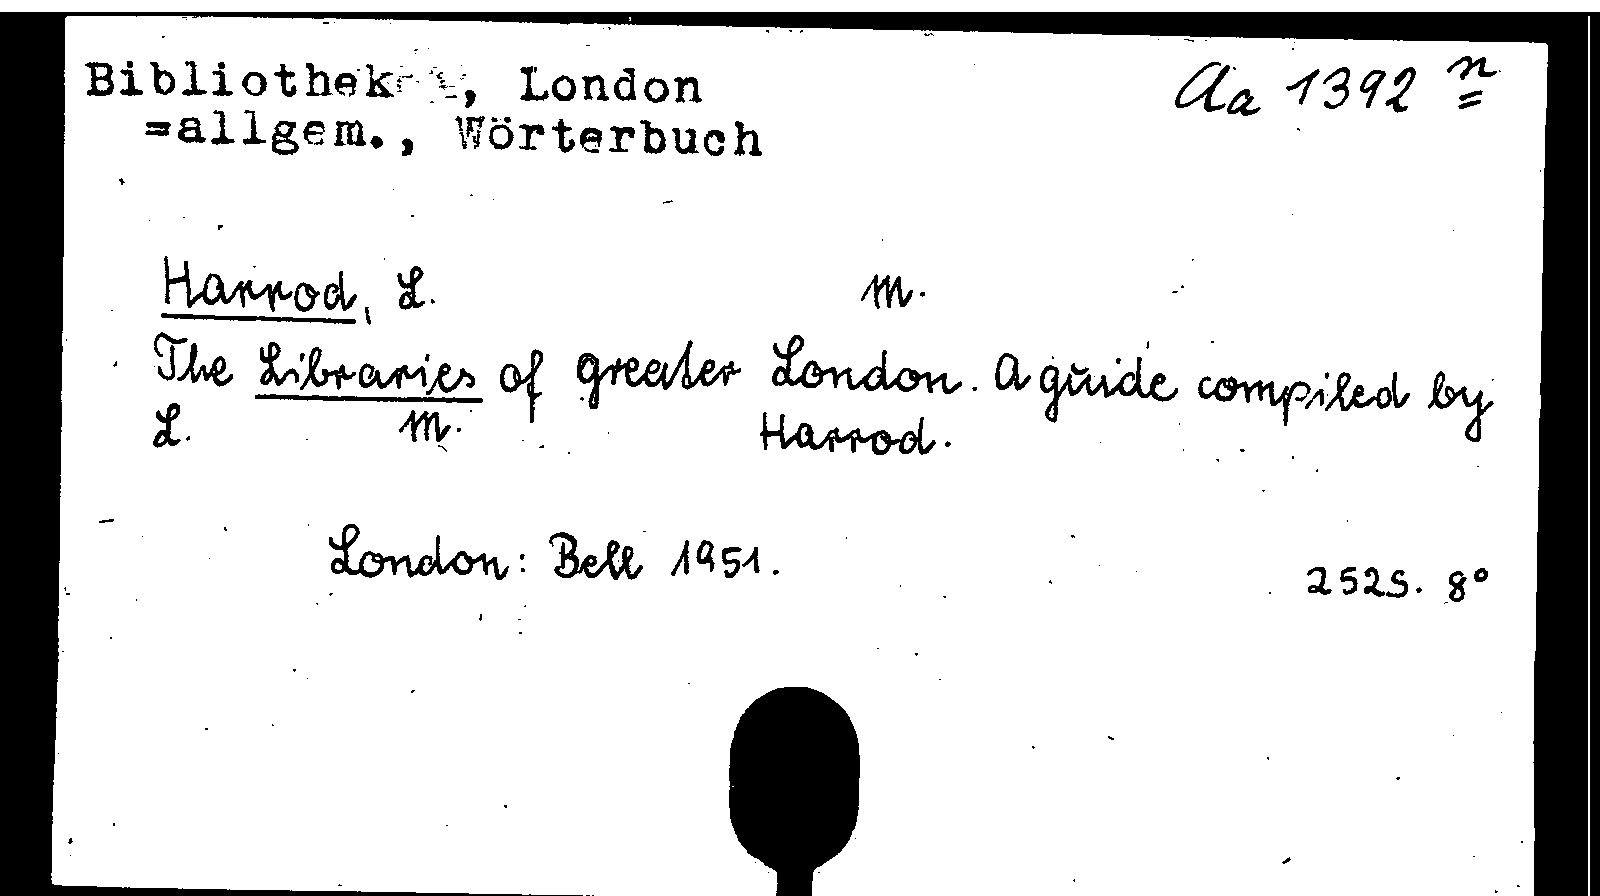 Bibliothek, London
Aa 1392 n
=allgem., Wörterbuch
Harrod, L. M.
The Libraries of greater London. A guide compiled by
L. M. Harrod.
London: Bell 1951.
252S. 8°